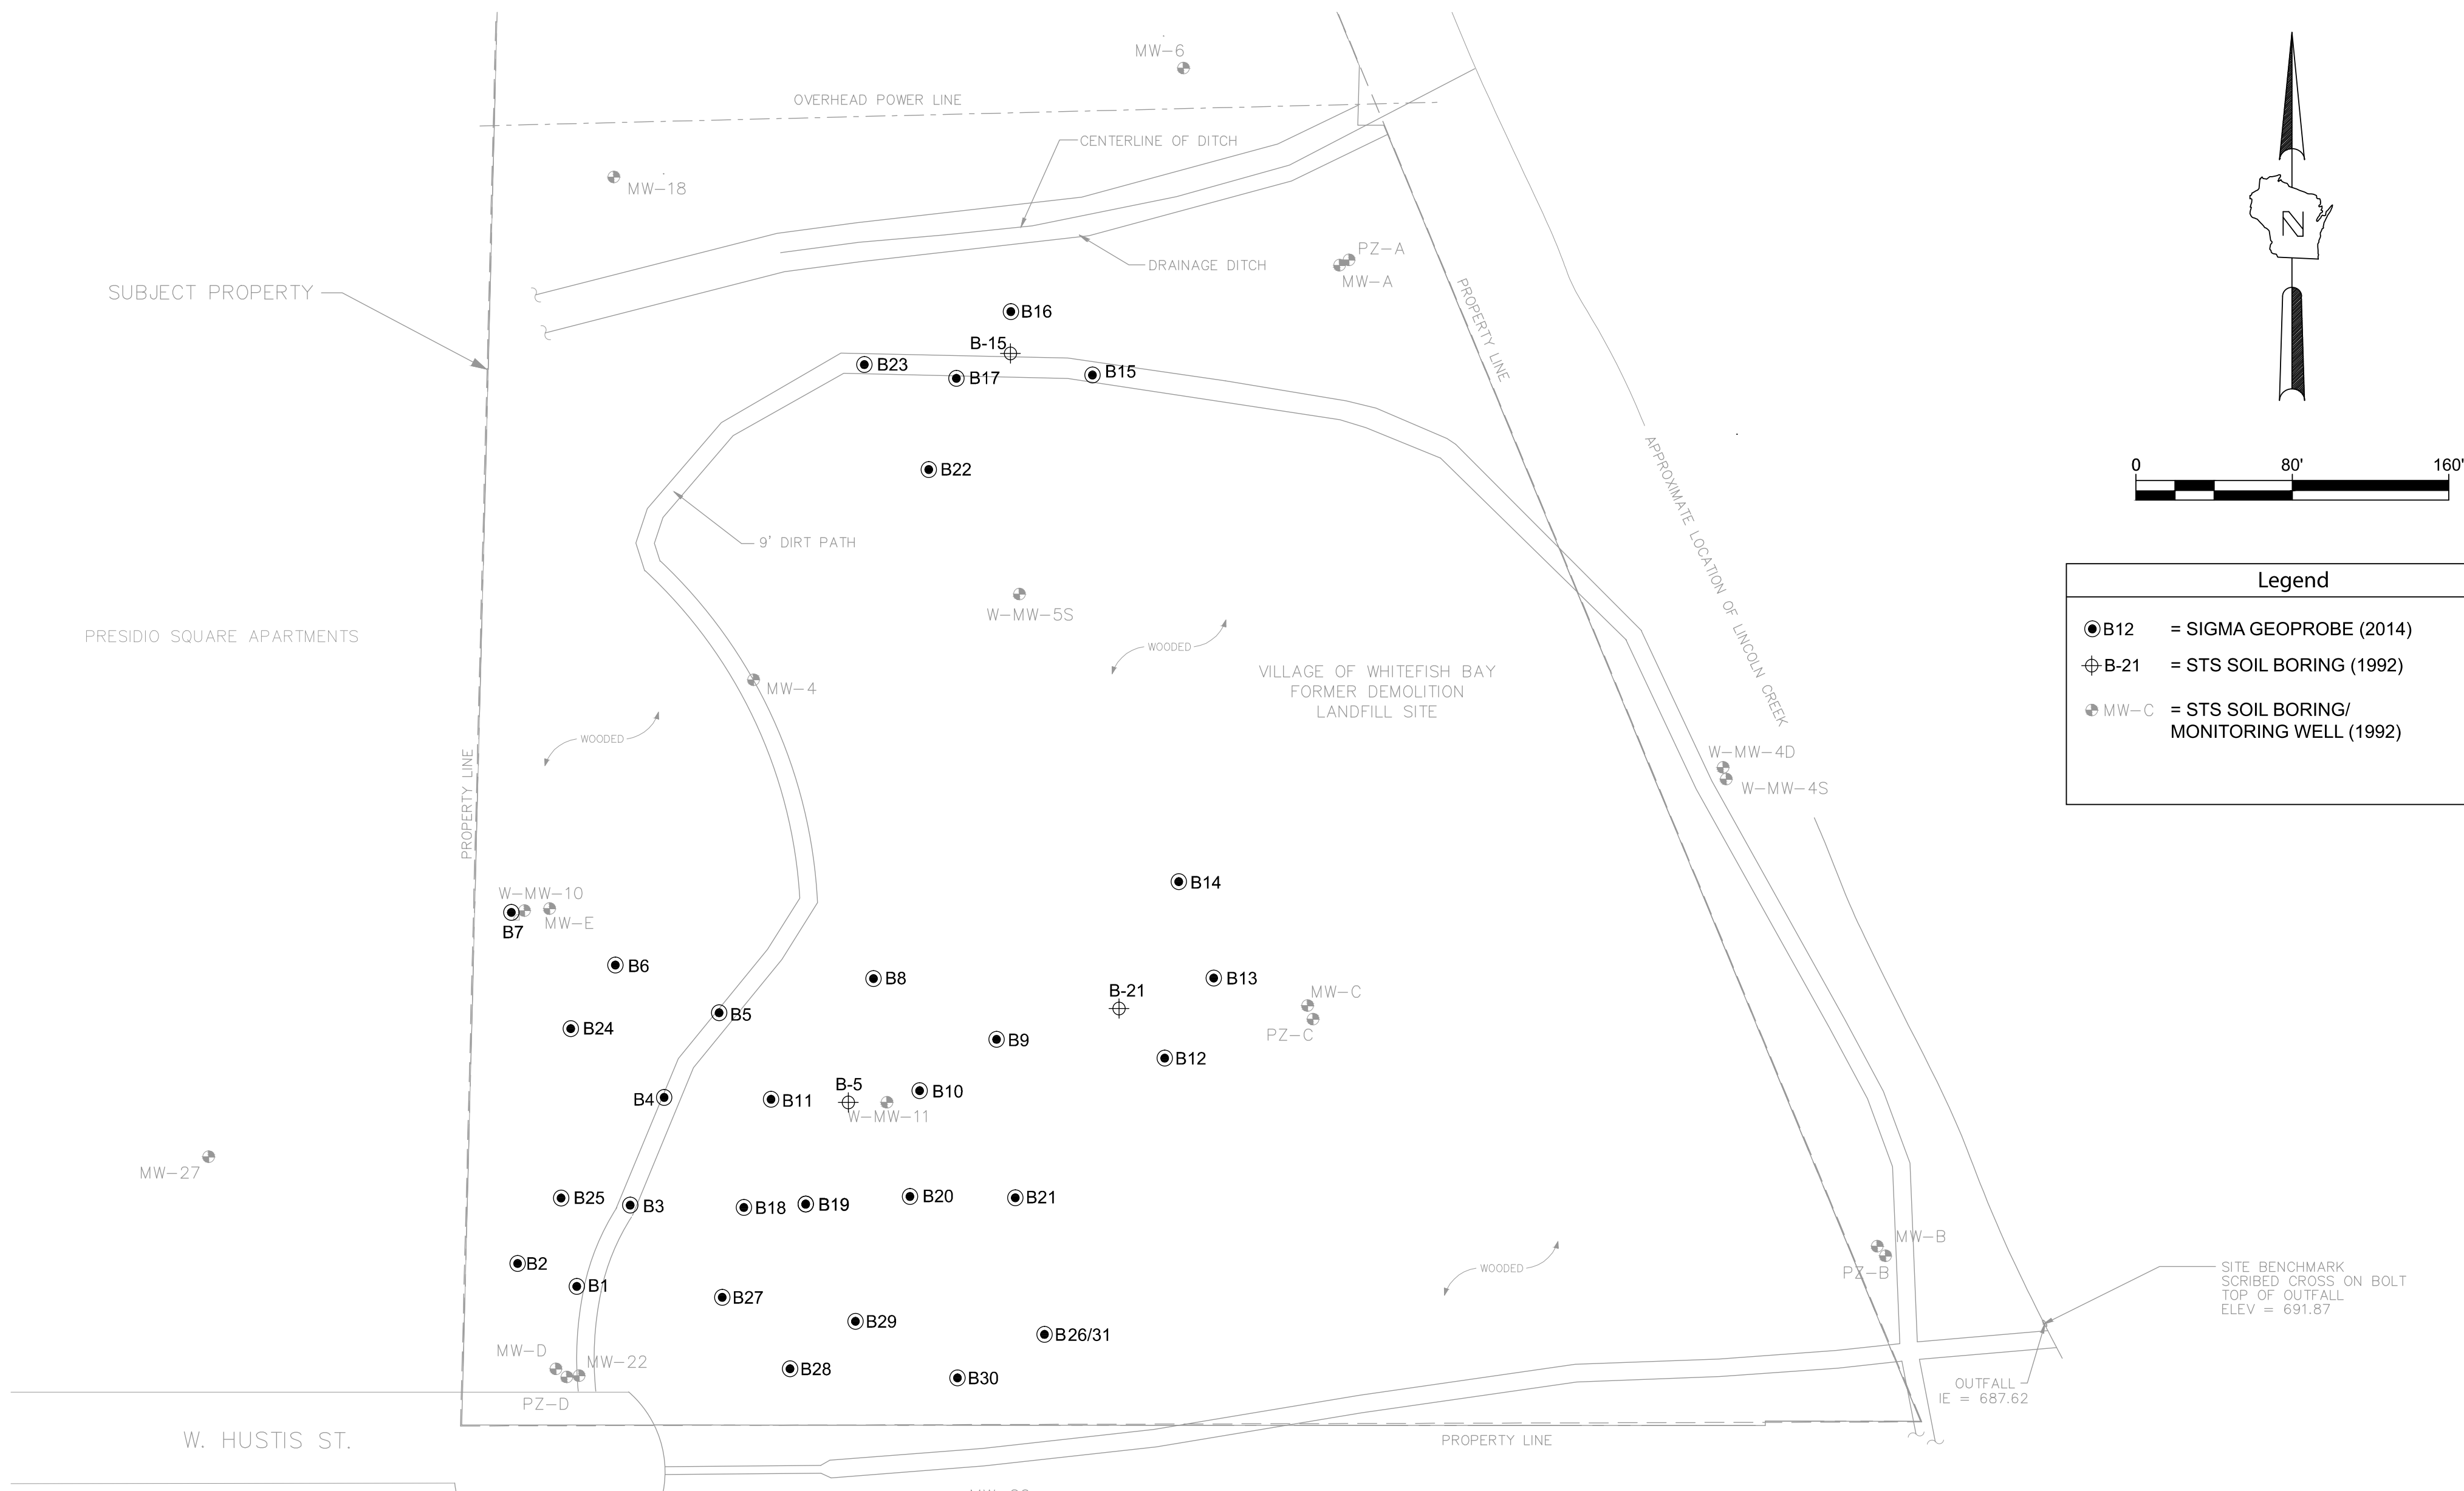 MW-6
OVERHEAD POWER LINE
CENTERLINE OF DITCH
MW-18
DRAINAGE DITCH
PZ-A
MW-A
SUBJECT PROPERTY
PROPERTY LINE
N
B16
B-15
B23
B17
B15
B22
0 80' 160'
9' DIRT PATH
APPROXIMATE LOCATION OF LINCOLN CREEK
Legend
B12 = SIGMA GEOPROBE (2014)
B-21 = STS SOIL BORING (1992)
MW-C = STS SOIL BORING/
MONITORING WELL (1992)
W-MW-5S
PRESIDIO SQUARE APARTMENTS
WOODED
VILLAGE OF WHITEFISH BAY
FORMER DEMOLITION
LANDFILL SITE
MW-4
WOODED
PROPERTY LINE
W-MW-4D
W-MW-4S
W-MW-10
MW-E
B7
B14
B6
B8
B13
B-21
MW-C
PZ-C
B24
B5
B9
B12
B4
B11
B-5
B10
W-MW-11
MW-27
B25
B3
B18
B19
B20
B21
B2
B1
B27
B29
B26/31
B28
B30
WOODED
MW-B
PZ-B
SITE BENCHMARK
SCRIBED CROSS ON BOLT
TOP OF OUTFALL
ELEV = 691.87
OUTFALL
IE = 687.62
MW-D
MW-22
PZ-D
W. HUSTIS ST.
PROPERTY LINE